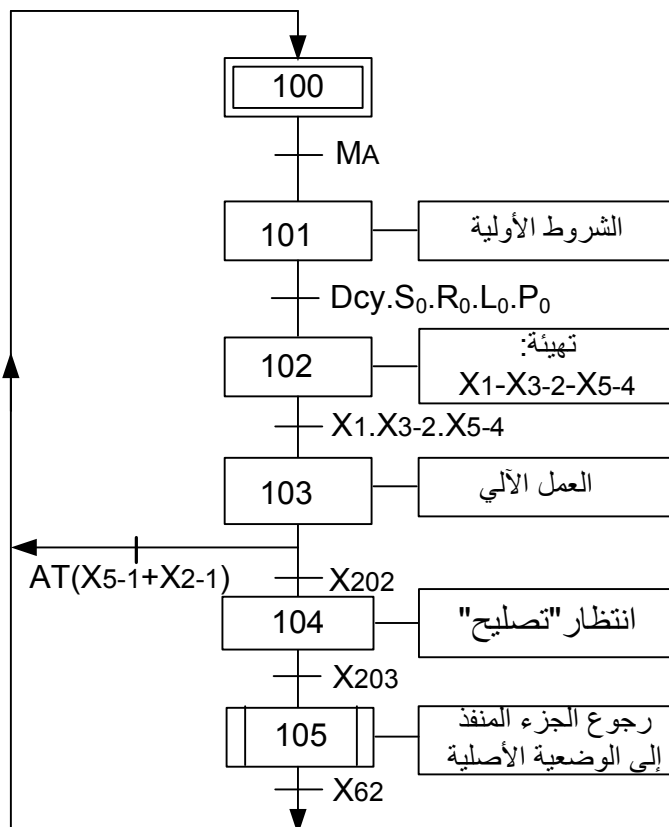 100
MA
101
الشروط الأولية
Dcy.S0.R0.L0.P0
102
تهيئة:
X1-X3-2-X5-4
X1.X3-2.X5-4
103
العمل الآلي
AT(X5-1+X2-1)
X202
104
انتظار"تصليح"
X203
105
رجوع الجزء المنفذ
إلى الوضعية الأصلية
X62